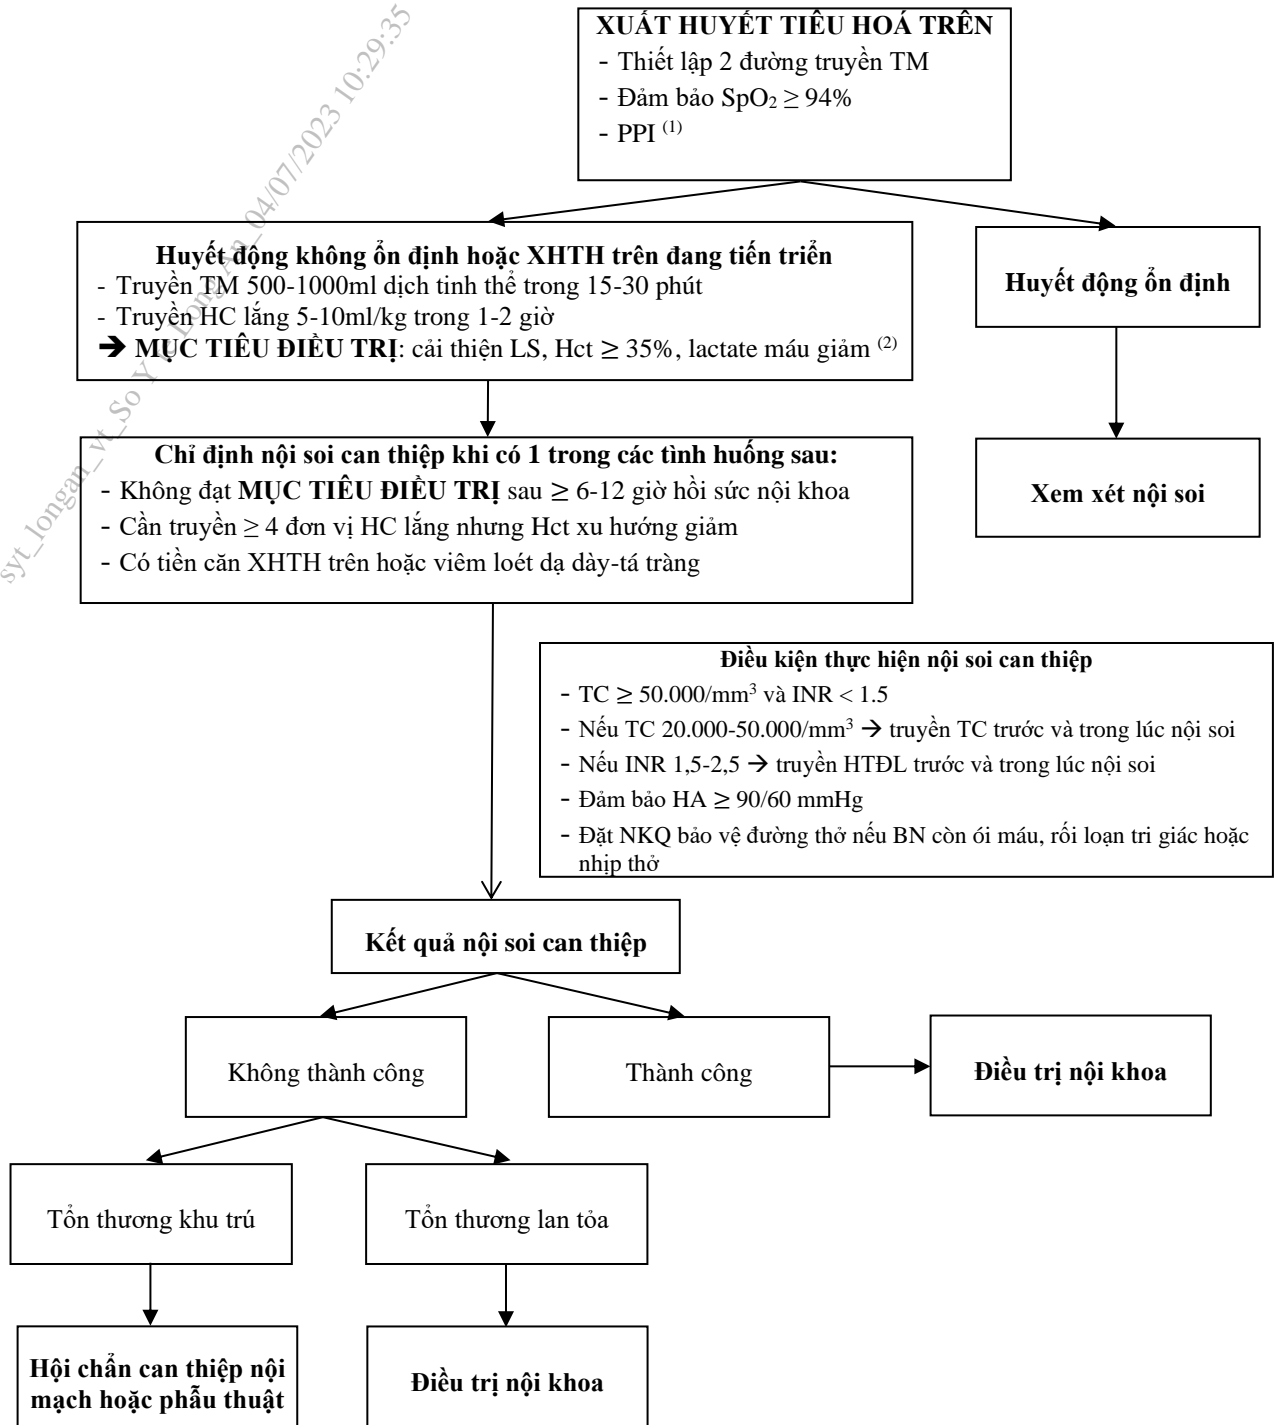 XUẤT HUYẾT TIÊU HOÁ TRÊN
- Thiết lập 2 đường truyền TM
- Đảm bảo SpO₂ ≥ 94%
- PPI ⁽¹⁾
Huyết động không ổn định hoặc XHTH trên đang tiến triển
- Truyền TM 500-1000ml dịch tinh thể trong 15-30 phút
- Truyền HC lắng 5-10ml/kg trong 1-2 giờ
➔ MỤC TIÊU ĐIỀU TRỊ: cải thiện LS, Hct ≥ 35%, lactate máu giảm ⁽²⁾
Huyết động ổn định
Chỉ định nội soi can thiệp khi có 1 trong các tình huống sau:
- Không đạt MỤC TIÊU ĐIỀU TRỊ sau ≥ 6-12 giờ hồi sức nội khoa
- Cần truyền ≥ 4 đơn vị HC lắng nhưng Hct xu hướng giảm
- Có tiền căn XHTH trên hoặc viêm loét dạ dày-tá tràng
Xem xét nội soi
Điều kiện thực hiện nội soi can thiệp
- TC ≥ 50.000/mm³ và INR < 1.5
- Nếu TC 20.000-50.000/mm³ → truyền TC trước và trong lúc nội soi
- Nếu INR 1,5-2,5 → truyền HTĐL trước và trong lúc nội soi
- Đảm bảo HA ≥ 90/60 mmHg
- Đặt NKQ bảo vệ đường thở nếu BN còn ói máu, rối loạn tri giác hoặc
nhịp thở
Kết quả nội soi can thiệp
Không thành công
Thành công
Điều trị nội khoa
Tổn thương khu trú
Tổn thương lan tỏa
Hội chẩn can thiệp nội
mạch hoặc phẫu thuật
Điều trị nội khoa
syt_longan_vt_So Y te Long An_04/07/2023 10:29:35